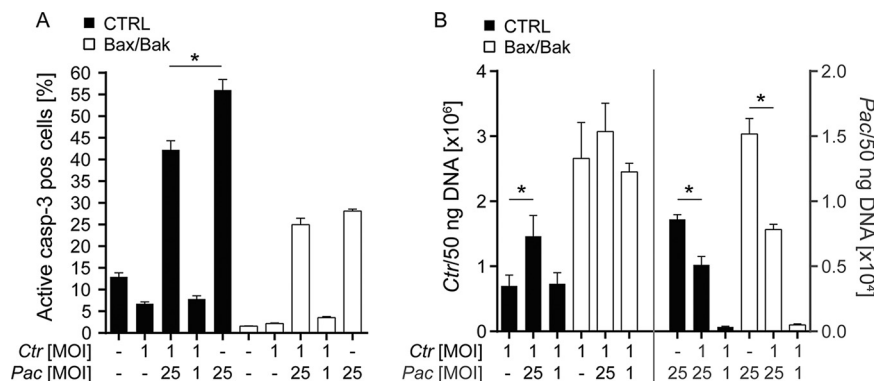 A
CTRL
Bax/Bak
Active casp-3 pos cells [%]
60
55
50
45
40
35
30
25
20
15
10
5
0
*
Ctr [MOI] - 1 1 1 - - 1 1 1 -
Pac [MOI] - - 25 1 25 - - 25 1 25
B
CTRL
Bax/Bak
Ctr/50 ng DNA [x10⁶]
4
3
2
1
0
*
*
*
2.0
1.5
1.0
0.5
0.0
Pac/50 ng DNA [x10⁴]
Ctr [MOI] 1 1 1 1 1 1 - 1 1 - 1 1
Pac [MOI] - 25 1 - 25 1 25 25 1 25 25 1